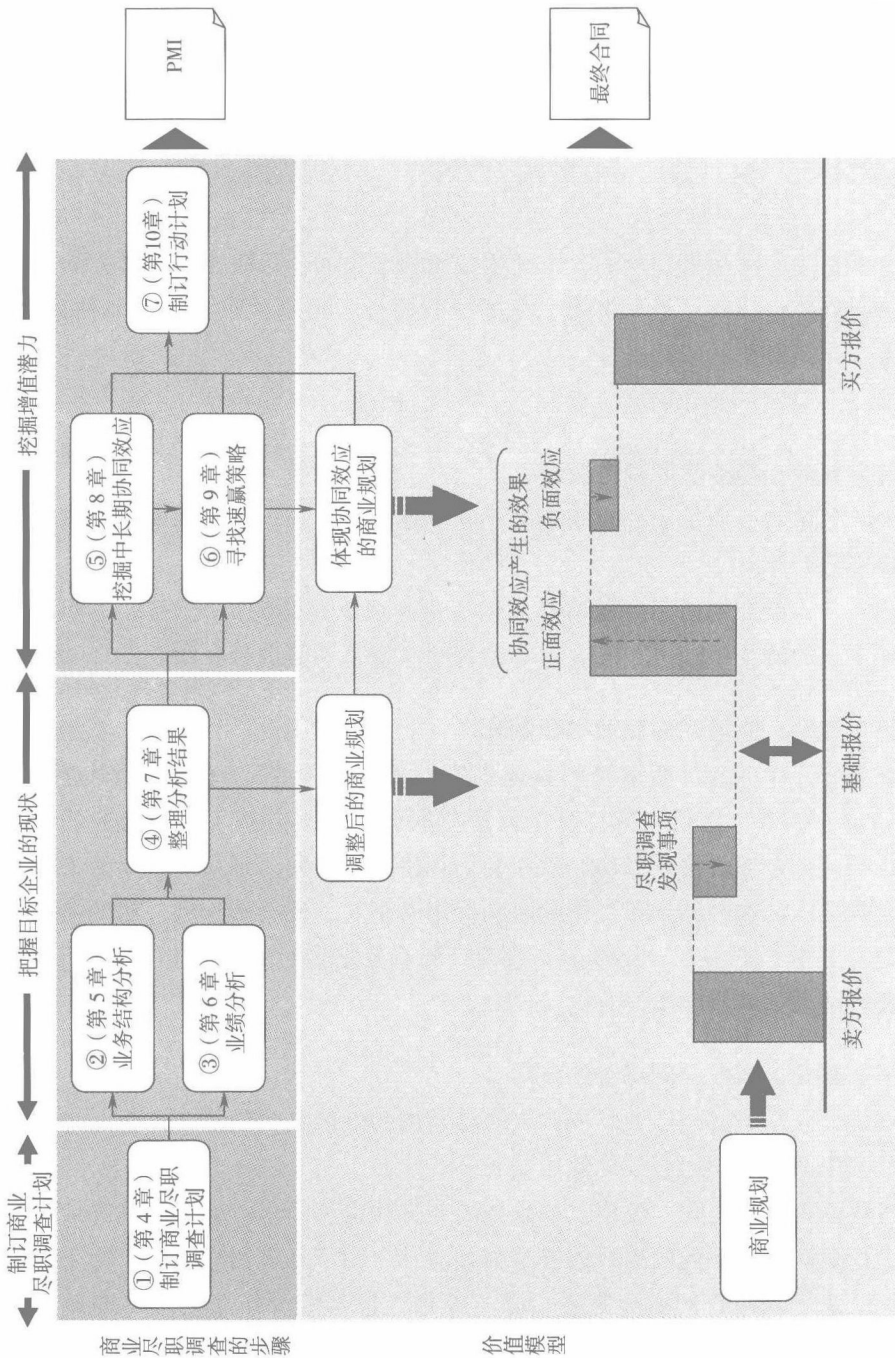 制订商业
尽职调查计划
把握目标企业的现状
挖掘增值潜力
商业尽职调查的步骤
①（第4章）
制订商业尽职
调查计划
②（第5章）
业务结构分析
③（第6章）
业绩分析
④（第7章）
整理分析结果
⑤（第8章）
挖掘中长期协同效应
⑥（第9章）
寻找速赢策略
⑦（第10章）
制订行动计划
PMI
价值模型
调整后的商业规划
体现协同效应
的商业规划
商业规划
尽职调查
发现事项
协同效应产生的效果
正面效应
负面效应
卖方报价
基础报价
买方报价
最终合同